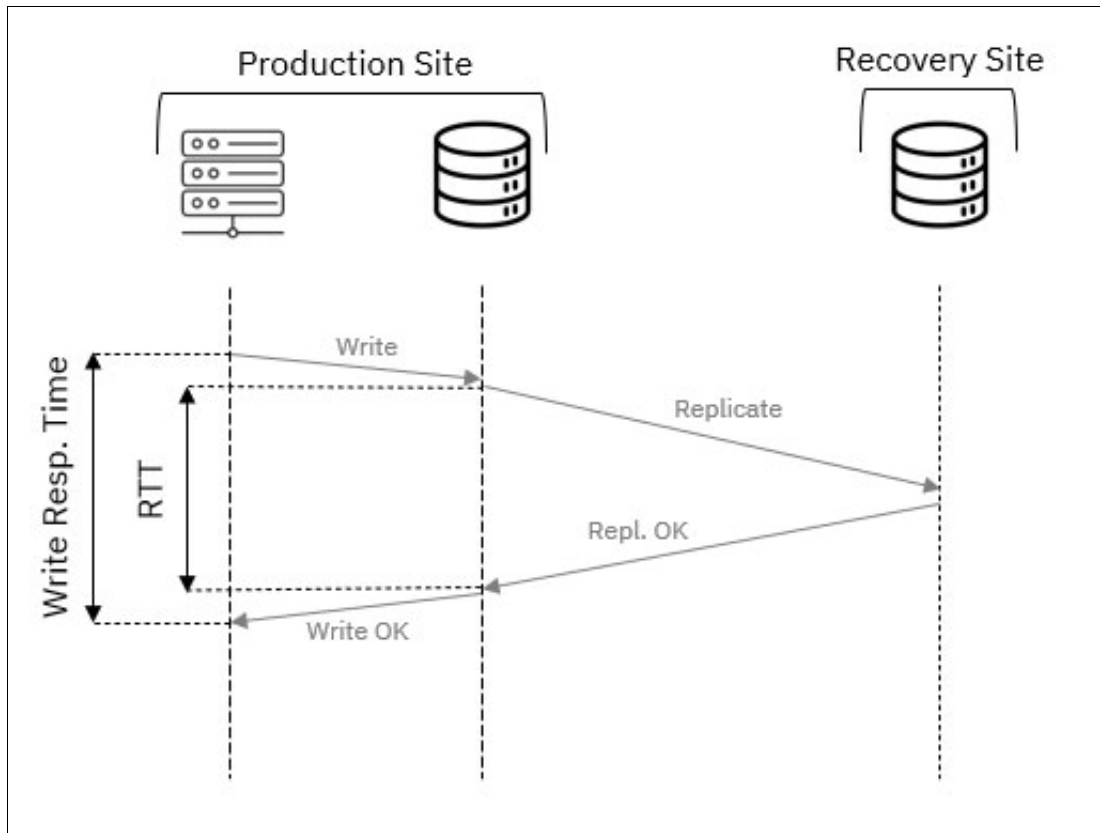 Production Site
Recovery Site
Write
Replicate
Write Resp. Time
RTT
Repl. OK
Write OK